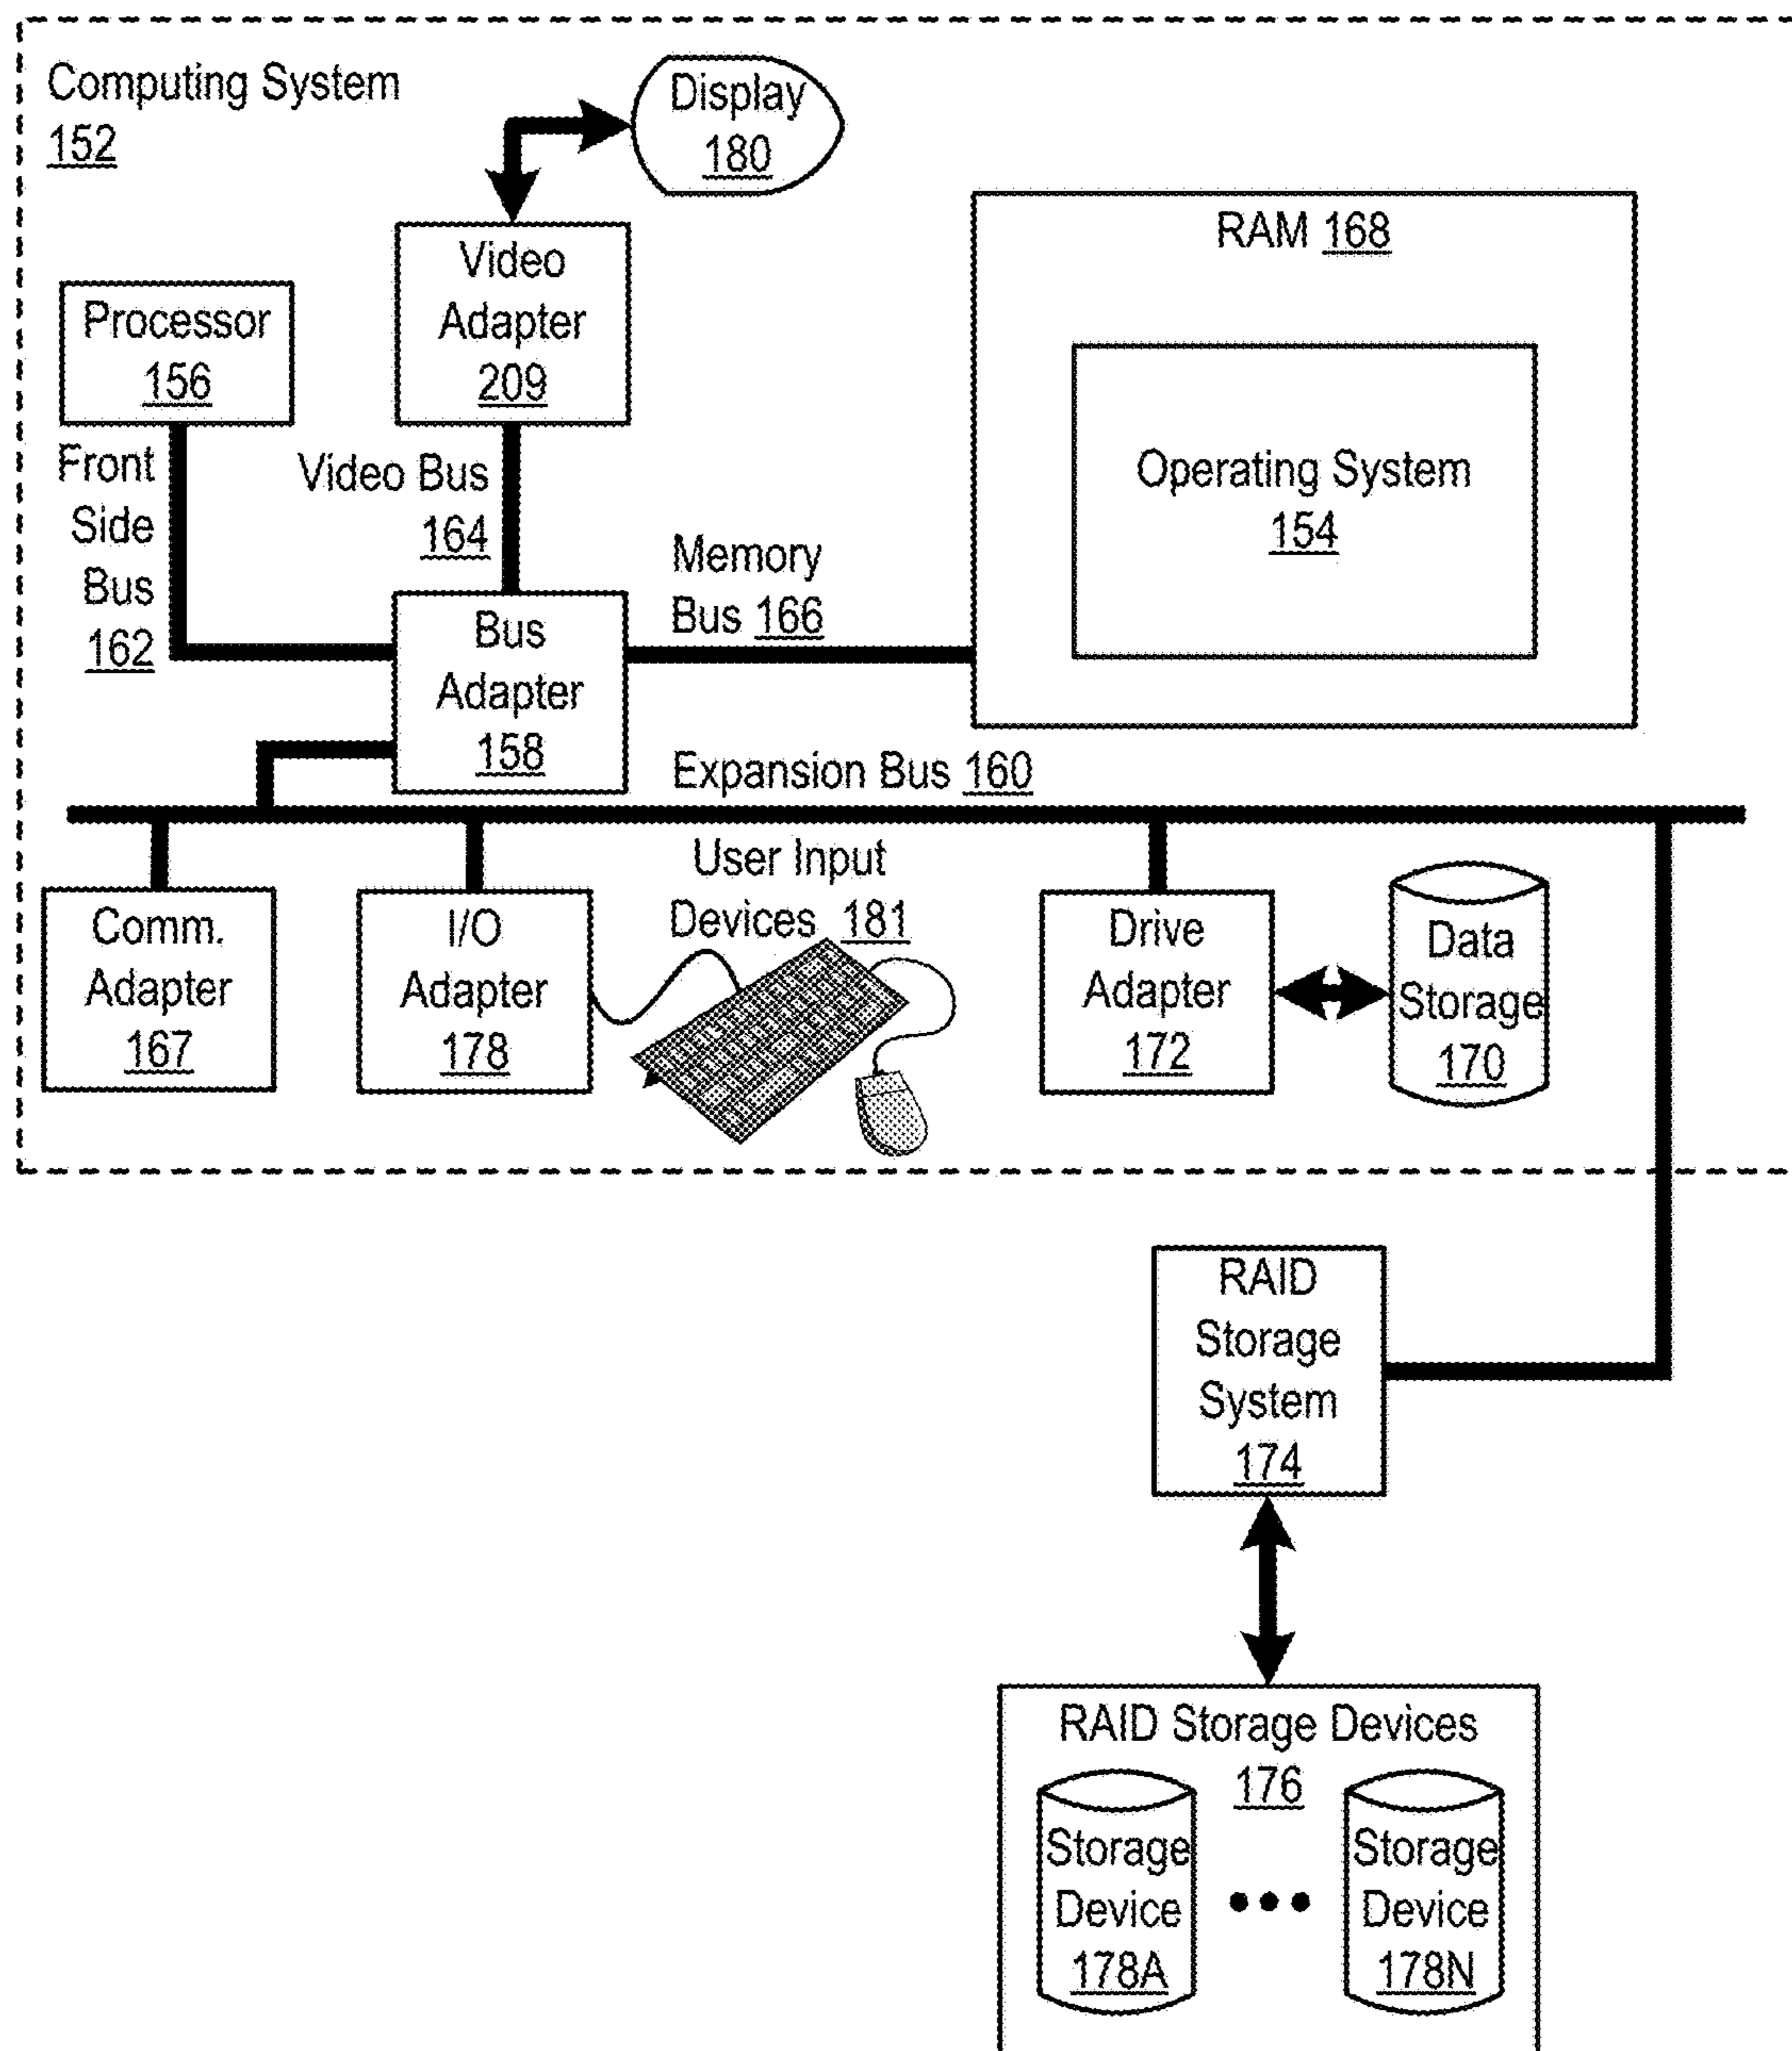 Computing System
152
Display
180
Video
Adapter
209
RAM 168
Processor
156
Operating System
154
Front
Side
Bus
162
Video Bus
164
Memory
Bus 166
Bus
Adapter
158
Expansion Bus 160
Comm.
Adapter
167
I/O
Adapter
178
User Input
Devices 181
Drive
Adapter
172
Data
Storage
170
RAID
Storage
System
174
RAID Storage Devices
176
Storage
Device
178A
Storage
Device
178N